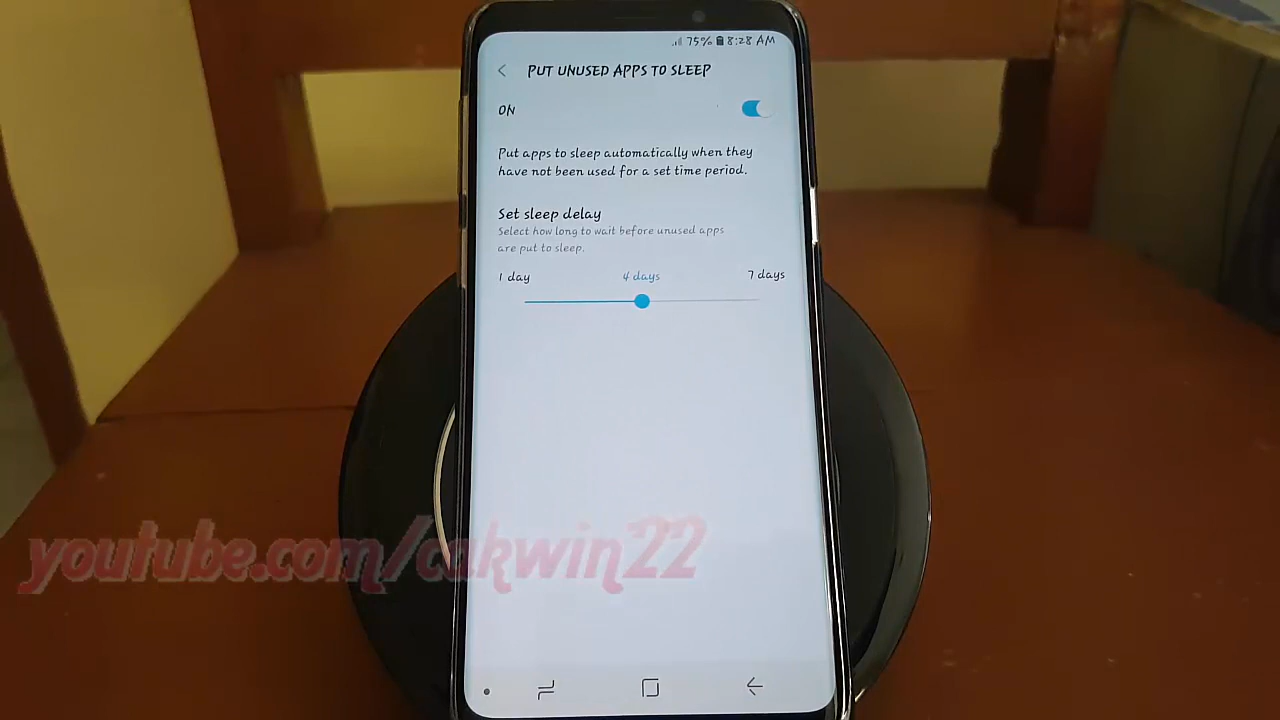 75% 8:28 AM
PUT UNUSED APPS TO SLEEP
ON
Put apps to sleep automatically when they
have not been used for a set time period.
Set sleep delay
Select how long to wait before unused apps
are put to sleep.
1 day 4 days 7 days
youtube.com/cakwin22